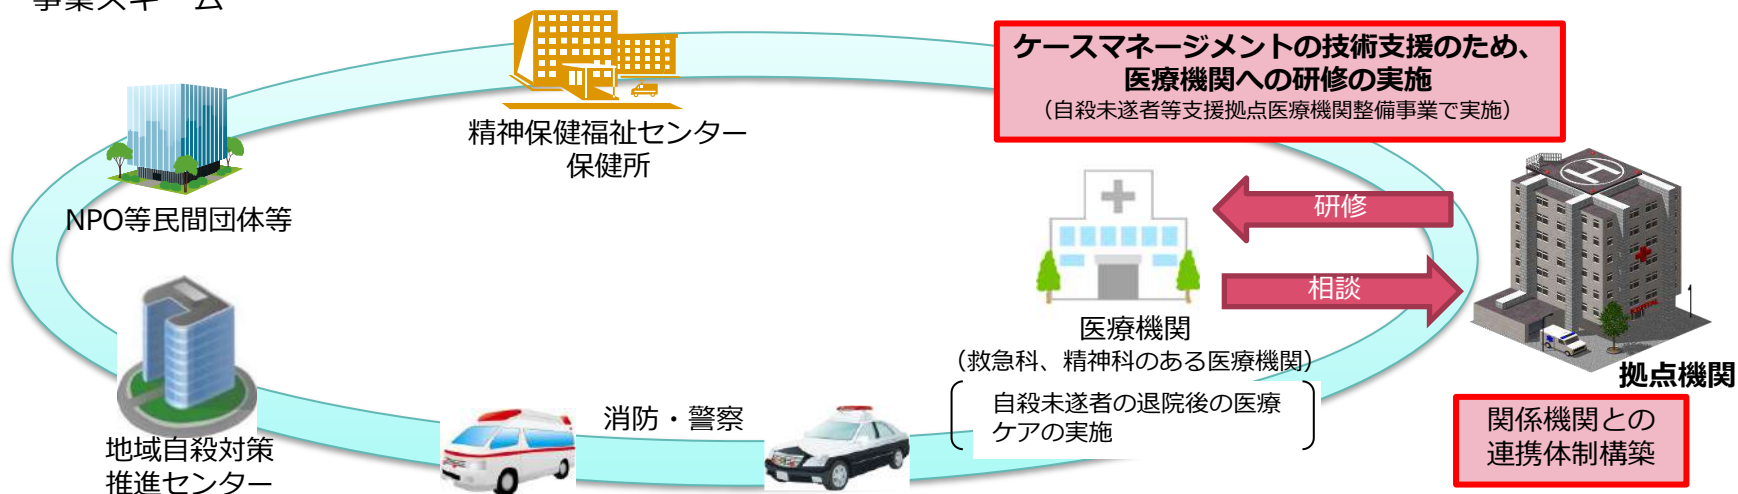 事業スキーム
ケースマネージメントの技術支援のため、
医療機関への研修の実施
（自殺未遂者等支援拠点医療機関整備事業で実施）
精神保健福祉センター
保健所
NPO等民間団体等
研修
相談
医療機関
（救急科、精神科のある医療機関）
自殺未遂者の退院後の医療
ケアの実施
拠点機関
関係機関との
連携体制構築
消防・警察
地域自殺対策
推進センター